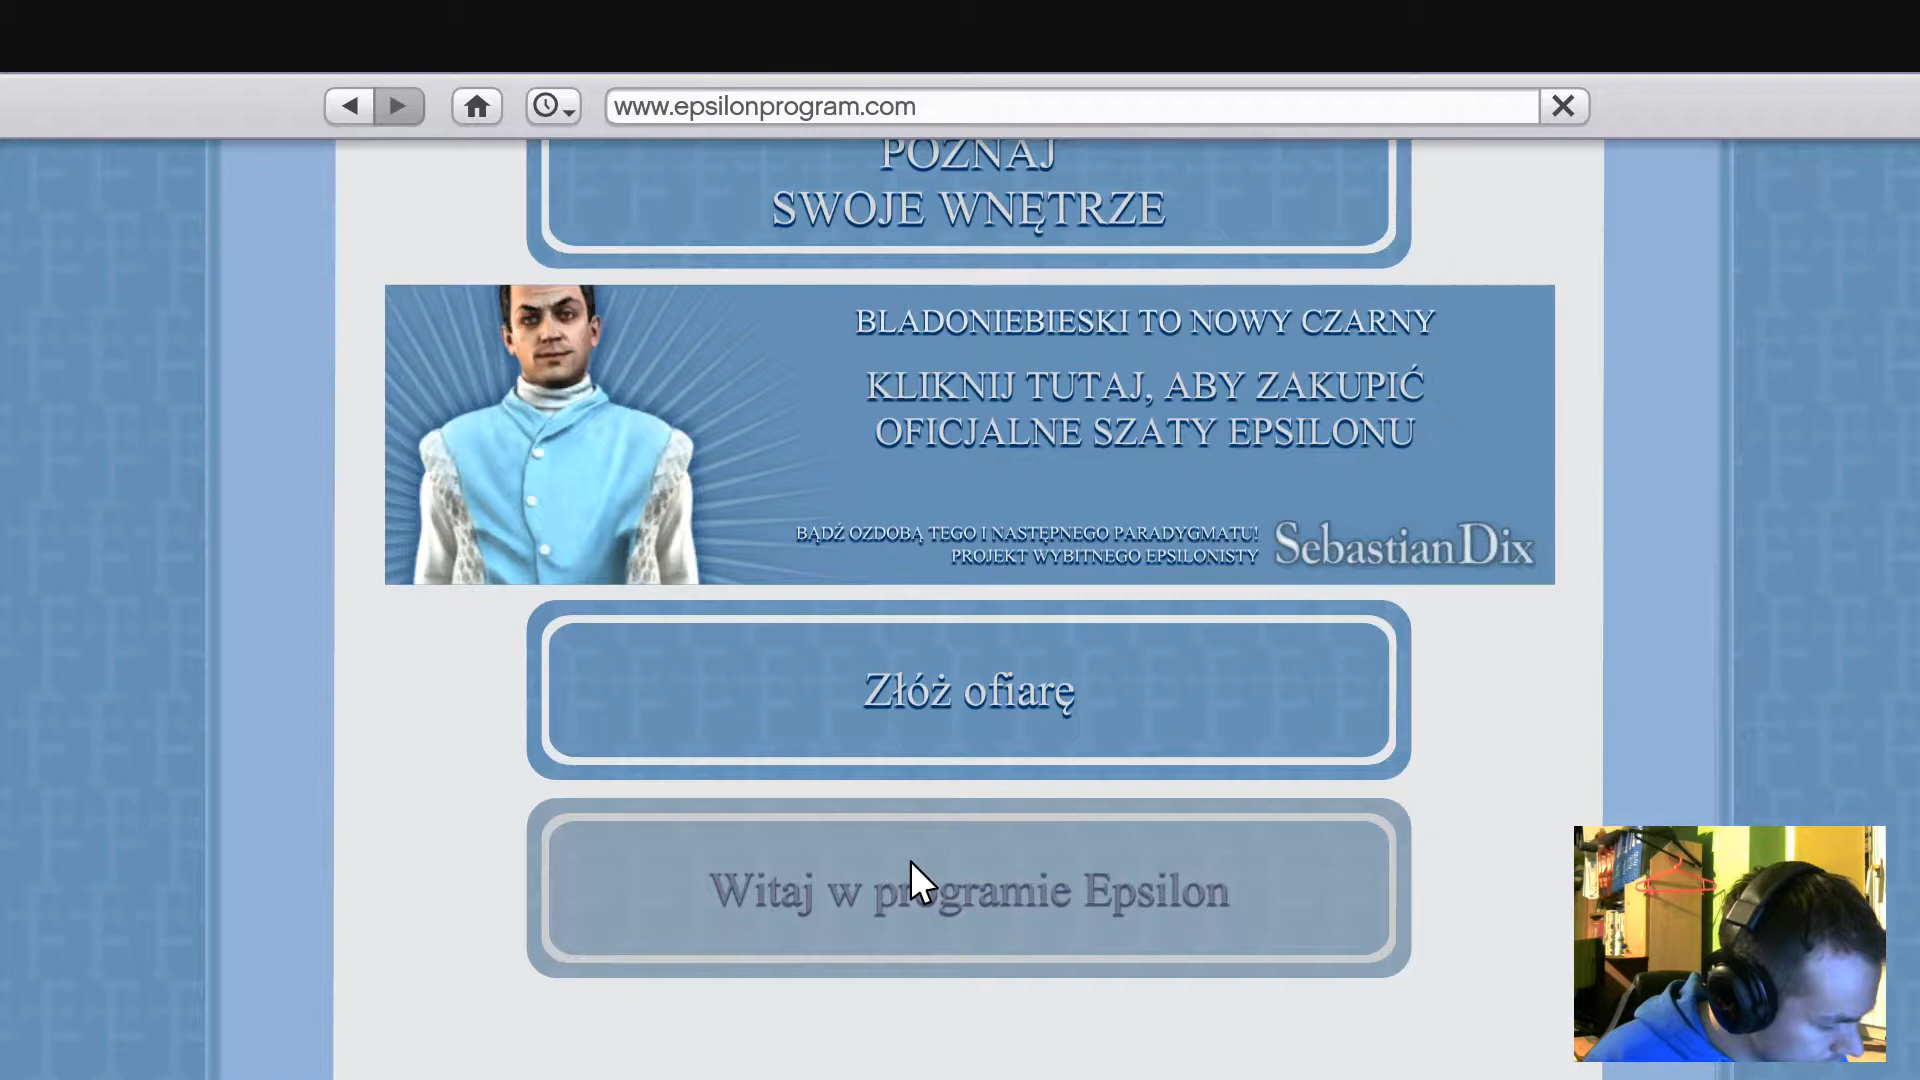 www.epsilonprogram.com
POZNAJ
SWOJE WNĘTRZE
BLADONIEBIESKI TO NOWY CZARNY
KLIKNIJ TUTAJ, ABY ZAKUPIĆ
OFICJALNE SZATY EPSILONU
BĄDŹ OZDOBĄ TEGO I NASTĘPNEGO PARADYGMATU!
PROJEKT WYBITNEGO EPSILONISTY
SebastianDix
Złóż ofiarę
Witaj w programie Epsilon